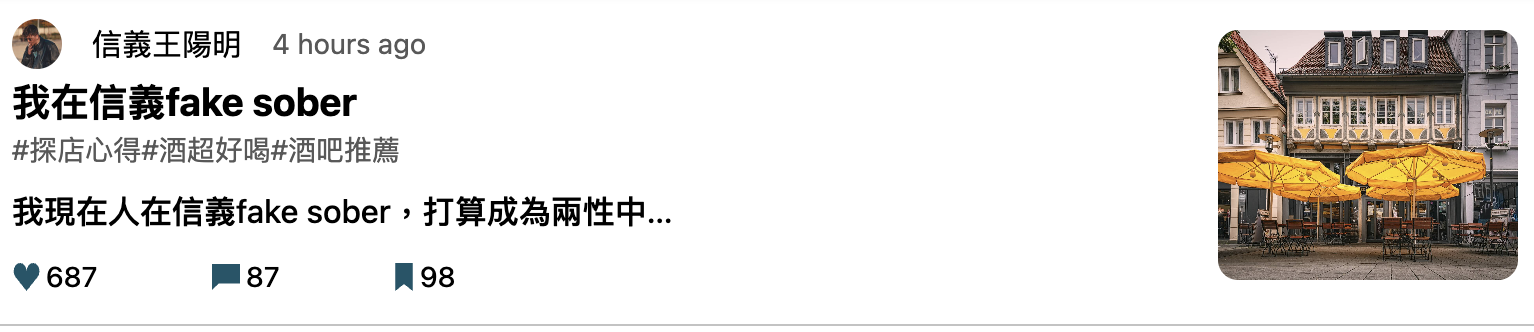 信義王陽明 4 hours ago
我在信義fake sober
#探店心得#酒超好喝#酒吧推薦
我現在人在信義fake sober，打算成為兩性中...
687 87 98